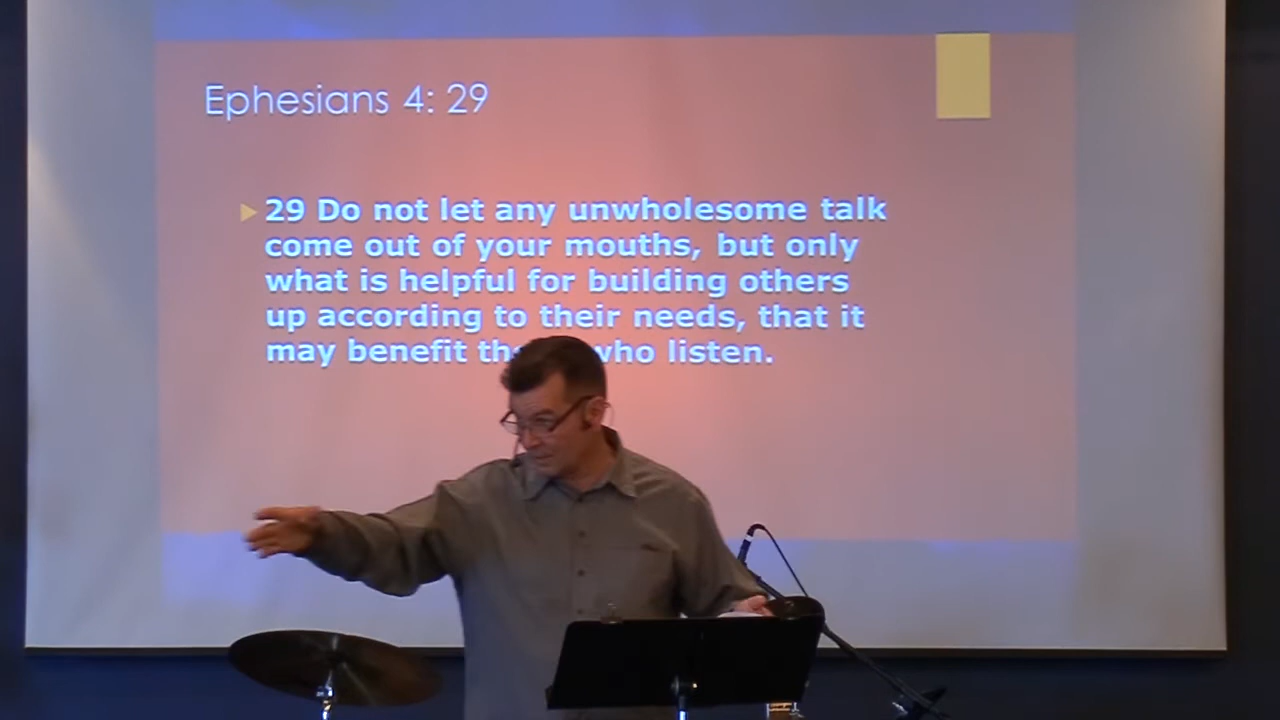 Ephesians 4: 29
29 Do not let any unwholesome talk
come out of your mouths, but only
what is helpful for building others
up according to their needs, that it
may benefit who listen.